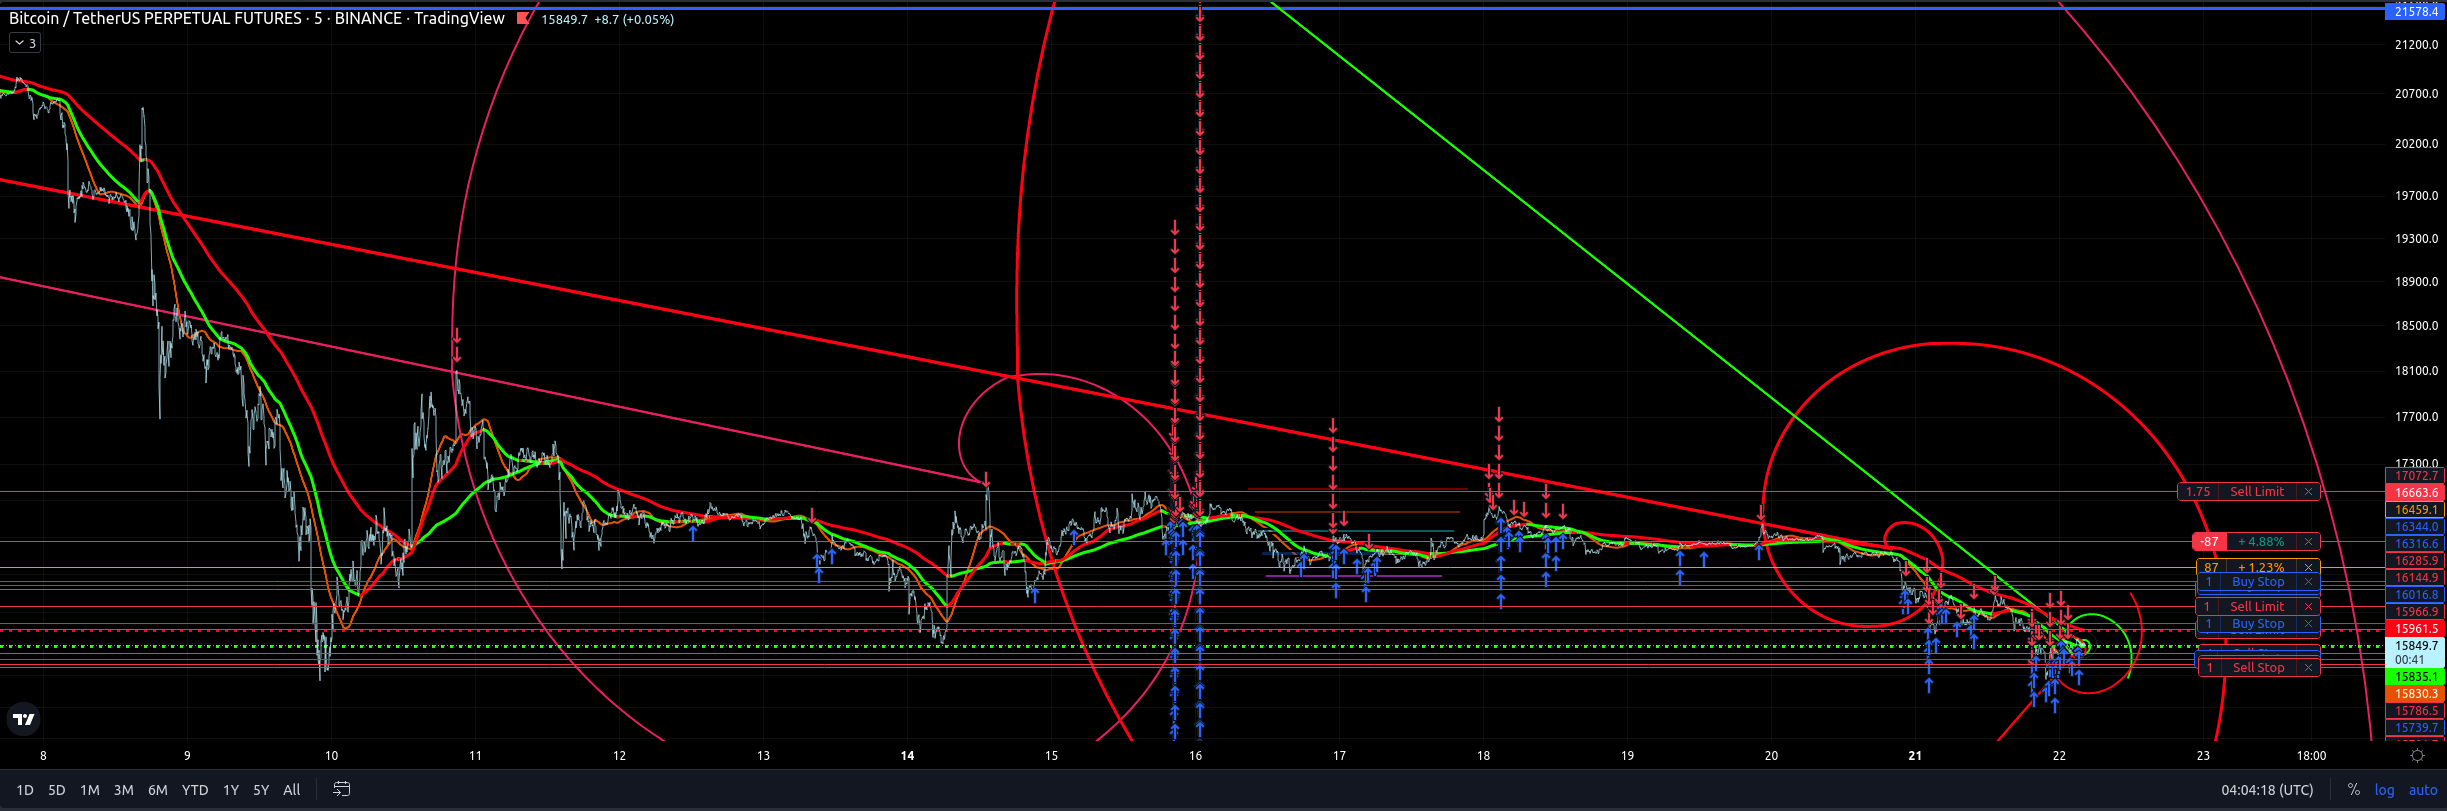 Bitcoin / TetherUS PERPETUAL FUTURES · 5 · BINANCE · TradingView 15849.7 +8.7 (+0.05%)
3
21578.4
21200.0
20700.0
20200.0
19700.0
19300.0
18900.0
18500.0
18100.0
17700.0
17300.0
17072.7
1.75 Sell Limit × 16663.6
16459.1
16344.0
-87 +4.88% × 16316.6
16285.9
87 +1.23% × 16144.9
1 Buy Stop × 16016.8
1 Sell Limit × 15966.9
1 Buy Stop × 15961.5
15849.7
00:41
1 Sell Stop × 15835.1
15830.3
15786.5
15739.7
8 9 10 11 12 13 14 15 16 17 18 19 20 21 22 23 18:00
1D 5D 1M 3M 6M YTD 1Y 5Y All 04:04:18 (UTC) % log auto